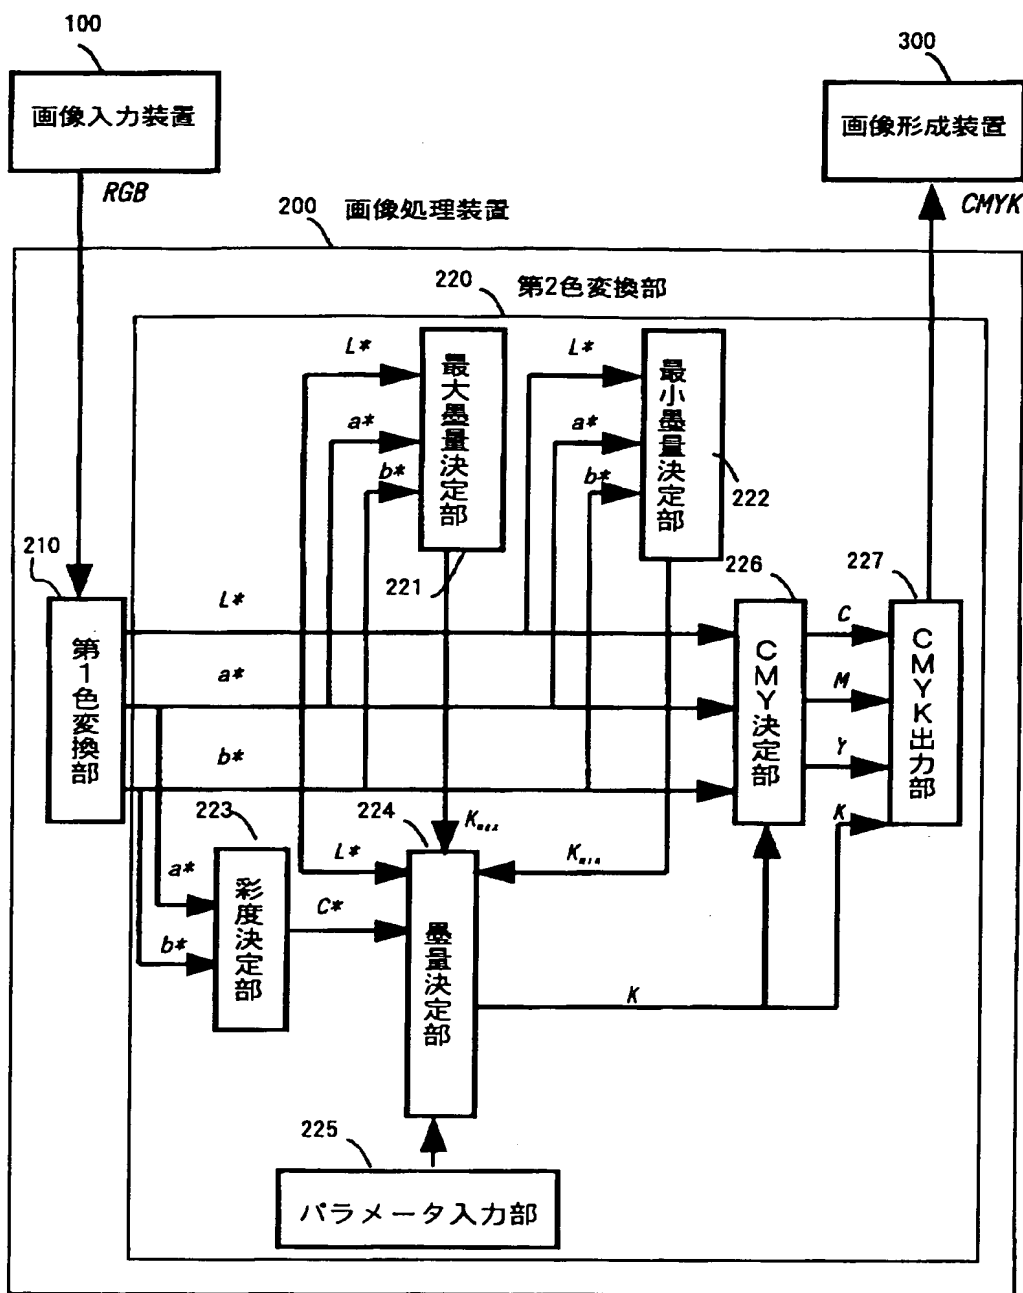 100
画像入力装置
RGB
300
画像形成装置
CMYK
200 画像処理装置
220 第2色変換部
L*
a*
b*
最大墨量決定部
221
L*
a*
b*
最小墨量決定部
222
210
第1色変換部
L*
a*
b*
226
CMY決定部
227
CMYK出力部
C
M
Y
K
223
a*
b*
彩度決定部
224
Kmax
Kmin
L*
C*
墨量決定部
K
225
パラメータ入力部